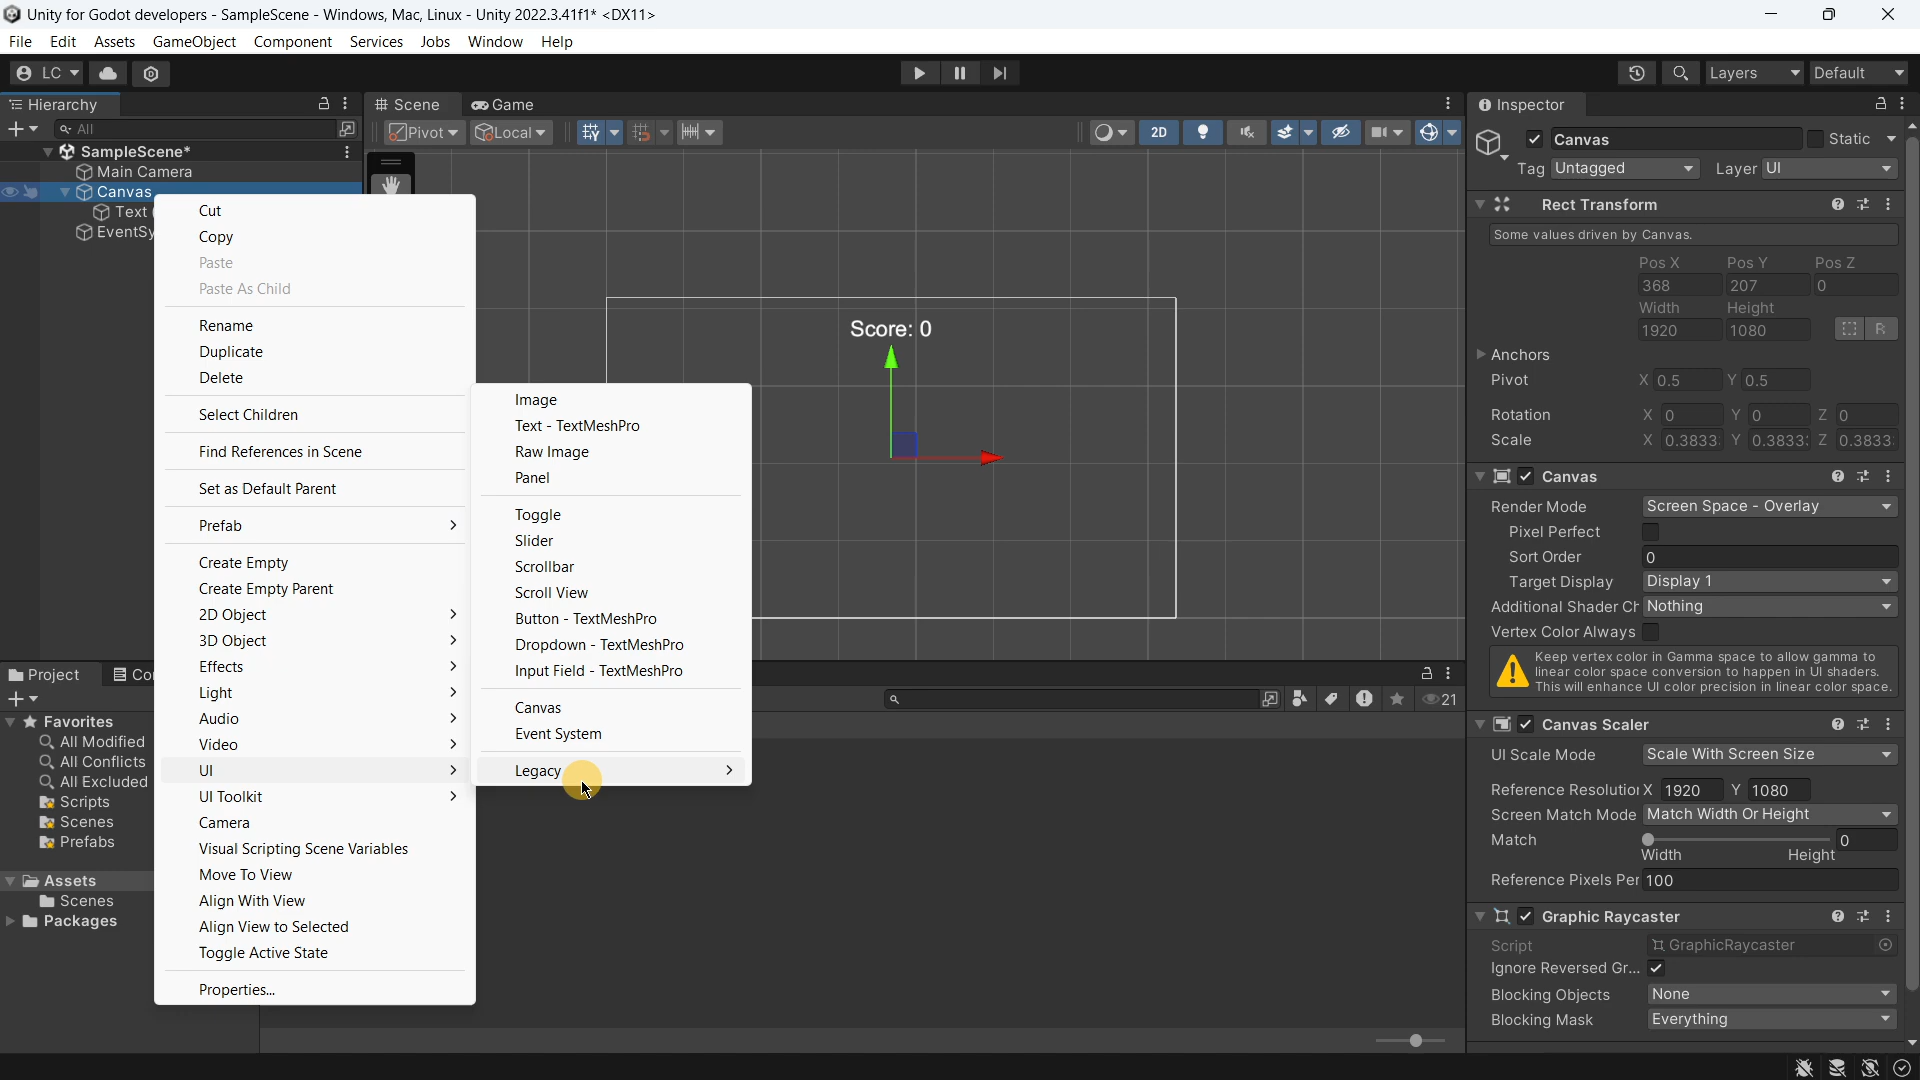 Unity for Godot developers - SampleScene - Windows, Mac, Linux - Unity 2022.3.41f1* <DX11>
File Edit Assets GameObject Component Services Jobs Window Help
LC Layers Default
Hierarchy
All
SampleScene*
Main Camera
Canvas
Text (
EventSy
Scene Game
Pivot Local 2D
Score: 0
Cut
Copy
Paste
Paste As Child
Rename
Duplicate
Delete
Select Children
Find References in Scene
Set as Default Parent
Prefab
Create Empty
Create Empty Parent
2D Object
3D Object
Effects
Light
Audio
Video
UI
UI Toolkit
Camera
Visual Scripting Scene Variables
Move To View
Align With View
Align View to Selected
Toggle Active State
Properties...
Image
Text - TextMeshPro
Raw Image
Panel
Toggle
Slider
Scrollbar
Scroll View
Button - TextMeshPro
Dropdown - TextMeshPro
Input Field - TextMeshPro
Canvas
Event System
Legacy
Project Co
21
Favorites
All Modified
All Conflicts
All Excluded
Scripts
Scenes
Prefabs
Assets
Scenes
Packages
Inspector
Canvas Static
Tag Untagged Layer UI
Rect Transform
Some values driven by Canvas.
Pos X Pos Y Pos Z
368 207 0
Width Height
1920 1080 R
Anchors
Pivot X 0.5 Y 0.5
Rotation X 0 Y 0 Z 0
Scale X 0.3833: Y 0.3833: Z 0.3833:
Canvas
Render Mode Screen Space - Overlay
Pixel Perfect
Sort Order 0
Target Display Display 1
Additional Shader Ch Nothing
Vertex Color Always
Keep vertex color in Gamma space to allow gamma to
linear color space conversion to happen in UI shaders.
This will enhance UI color precision in linear color space.
Canvas Scaler
UI Scale Mode Scale With Screen Size
Reference Resolution X 1920 Y 1080
Screen Match Mode Match Width Or Height
Match 0
Width Height
Reference Pixels Per 100
Graphic Raycaster
Script GraphicRaycaster
Ignore Reversed Gr...
Blocking Objects None
Blocking Mask Everything